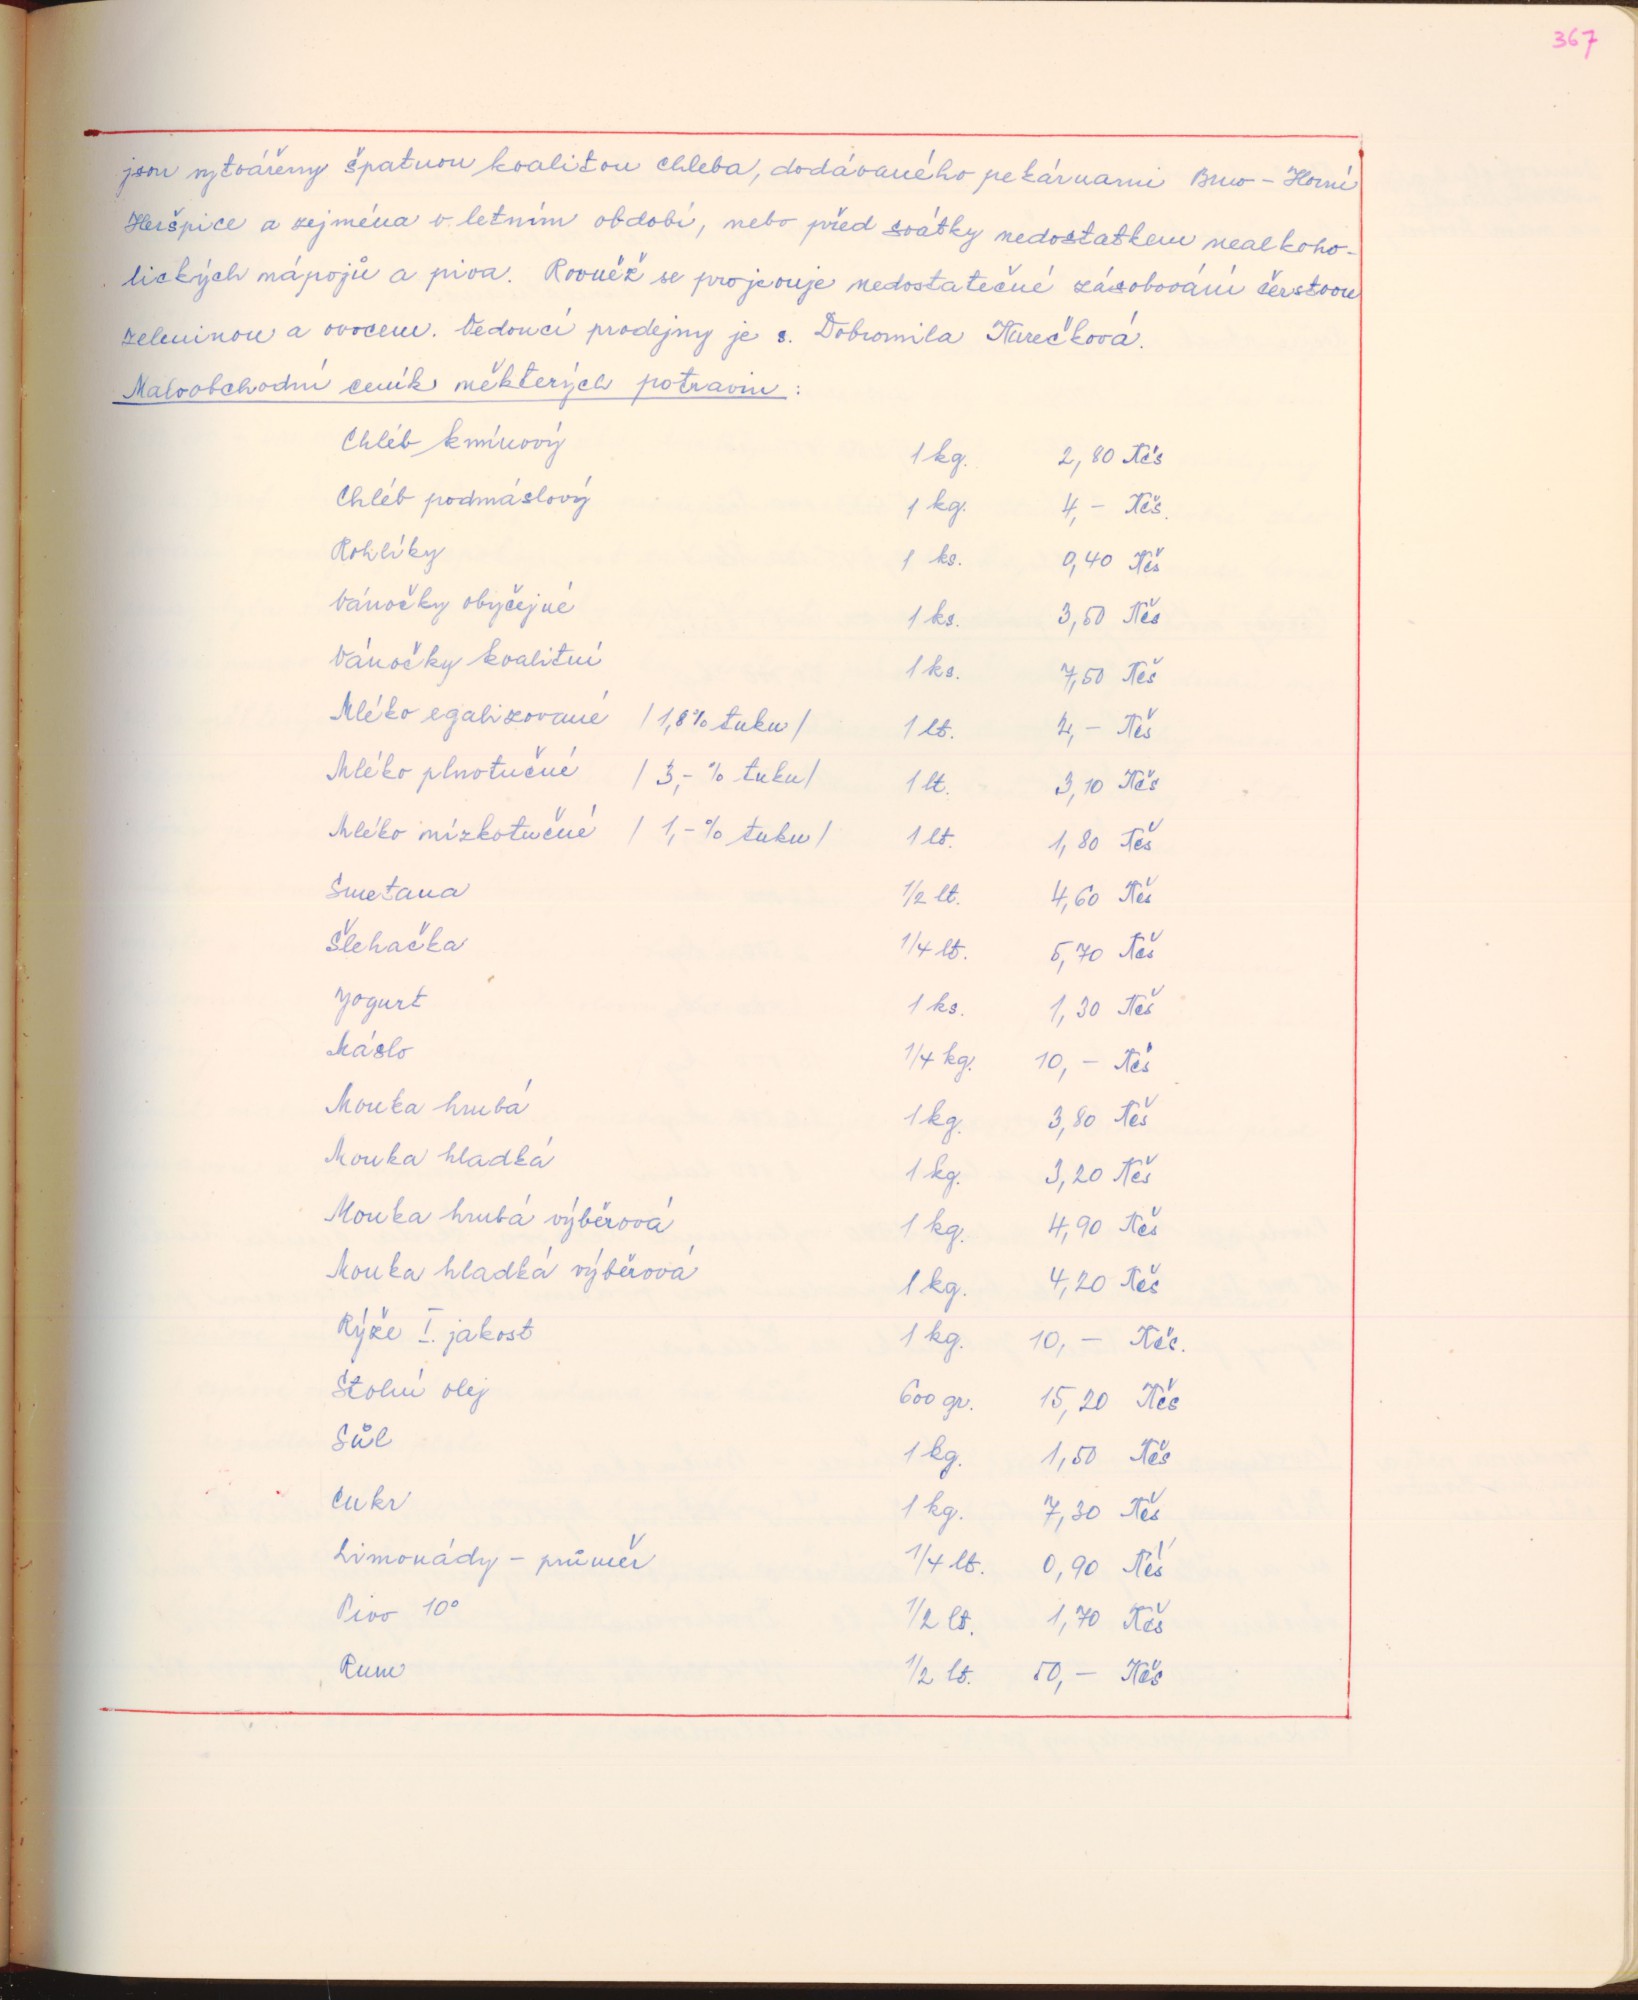 367
jsou vytvářeny špatnou kvalitou chleba, dodávaného pekárnami Brno - Horní
Heršpice a zejména v letním období, nebo před svátky nedostatkem nealkoho-
lických nápojů a piva. Rovněž se projevuje nedostatečné zásobování čerstvou
zeleninou a ovocem. Vedoucí prodejny je s. Dobromila
Maloobchodní ceník některých potravin :
Chléb kmínový 1 kg. 2,80 Kčs
Chléb podmáslový 1 kg. 4,- Kčs.
Rohlíky 1 ks. 0,40 Kčs
Vánočky obyčejné 1 ks. 3,50 Kčs
Vánočky kvalitní 1 ks. 7,50 Kčs
Mléko egalizované /1,8% tuku/ 1 lt. 2,- Kčs
Mléko plnotučné /3,-% tuku/ 1 lt. 3,10 Kčs
Mléko nízkotučné /1,-% tuku/ 1 lt. 1,80 Kčs
Smetana 1/2 lt. 4,60 Kčs
Šlehačka 1/4 lt. 5,70 Kčs
Yogurt 1 ks. 1,30 Kčs
Máslo 1/4 kg. 10,- Kčs
Mouka hrubá 1 kg. 3,80 Kčs
Mouka hladká 1 kg. 3,20 Kčs
Mouka hrubá výběrová 1 kg. 4,90 Kčs
Mouka hladká výběrová 1 kg. 4,20 Kčs
Rýže I. jakost 1 kg. 10,- Kčs.
Stolní olej 600 gr. 15,20 Kčs
Sůl 1 kg. 1,50 Kčs
Cukr 1 kg. 7,30 Kčs
Limonády - průměr 1/4 lt. 0,90 Kčs
Pivo 10° 1/2 lt. 1,70 Kčs
Rum 1/2 lt. 50,- Kčs